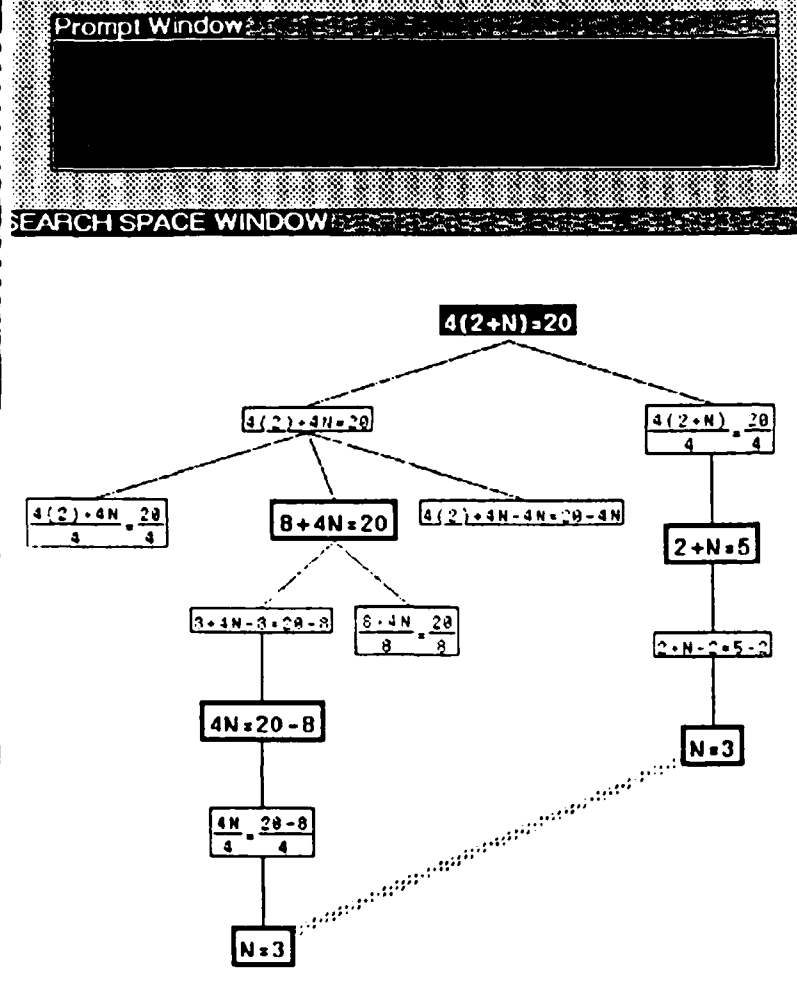 Prompt Window
SEARCH SPACE WINDOW
4(2+N)=20
4(2)+4N=20
4(2+N)/4=20/4
4(2)+4N/4=20/4
8+4N=20
4(2)+4N-4N=20-4N
2+N=5
8+4N-8=20-8
8+4N/8=20/8
2+N-2=5-2
4N=20-8
N=3
4N/4=20-8/4
N=3